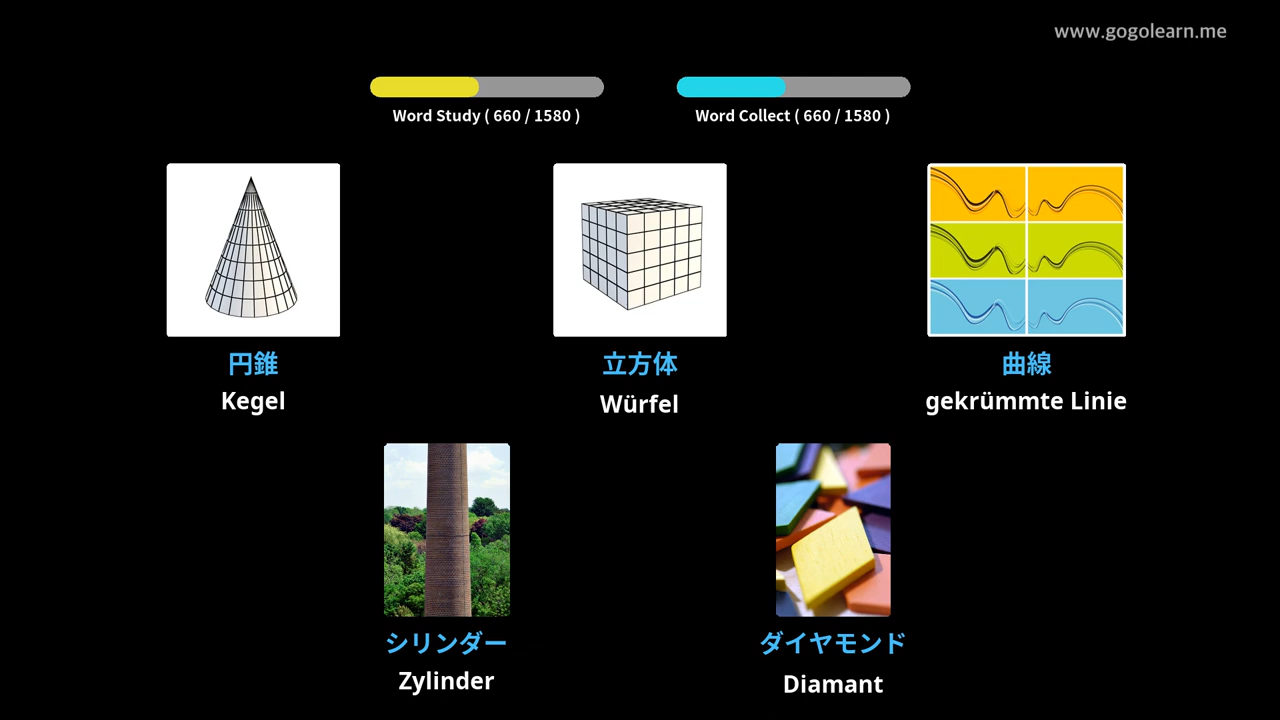 www.gogolearn.me
Word Study ( 660 / 1580 )
Word Collect ( 660 / 1580 )
円錐
立方体
曲線
Kegel
Würfel
gekrümmte Linie
シリンダー
ダイヤモンド
Zylinder
Diamant